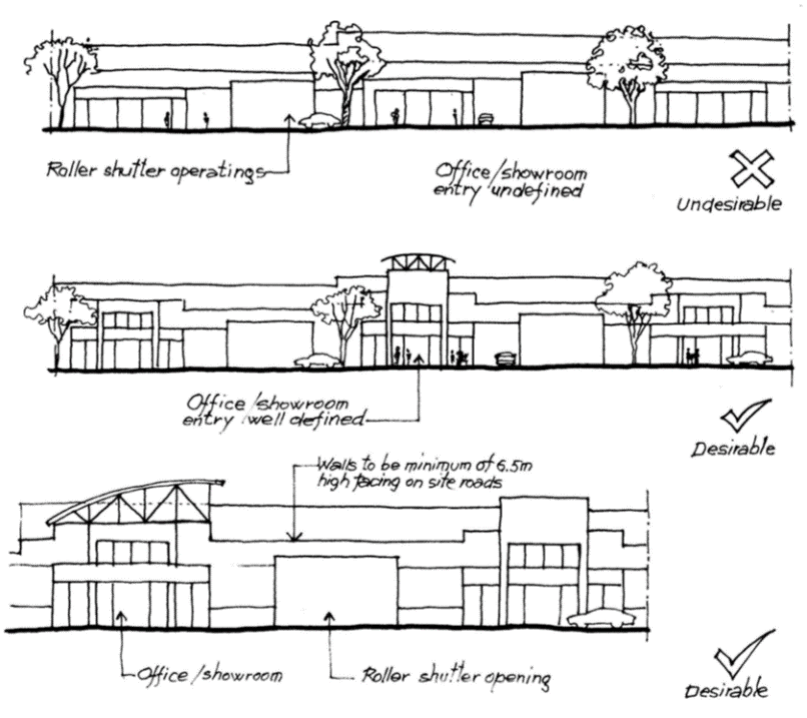 Roller shutter operatings
Office/showroom
entry undefined
Undesirable
Office/showroom
entry well defined
Desirable
Walls to be minimum of 6.5m
high facing on site roads
Office/showroom
Roller shutter opening
Desirable